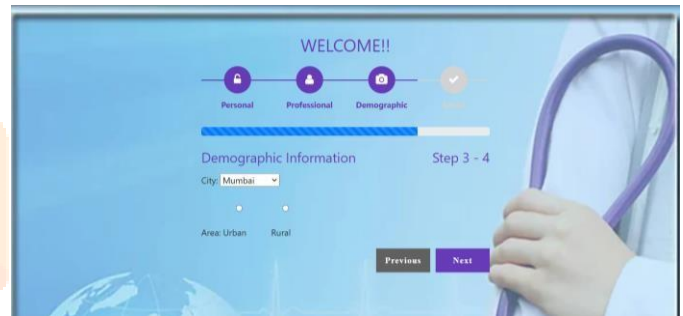 WELCOME!!
Personal Professional Demographic
Demographic Information Step 3 - 4
City: Mumbai
Area: Urban Rural
Previous Next